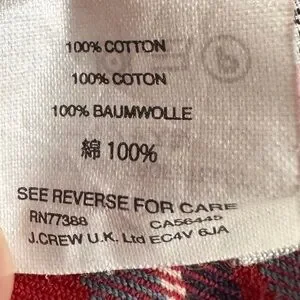 100% COTTON
100% COTON
100% BAUMWOLLE
綿 100%
SEE REVERSE FOR CARE
RN77388 CA56445
J.CREW U.K. Ltd EC4V 6JA